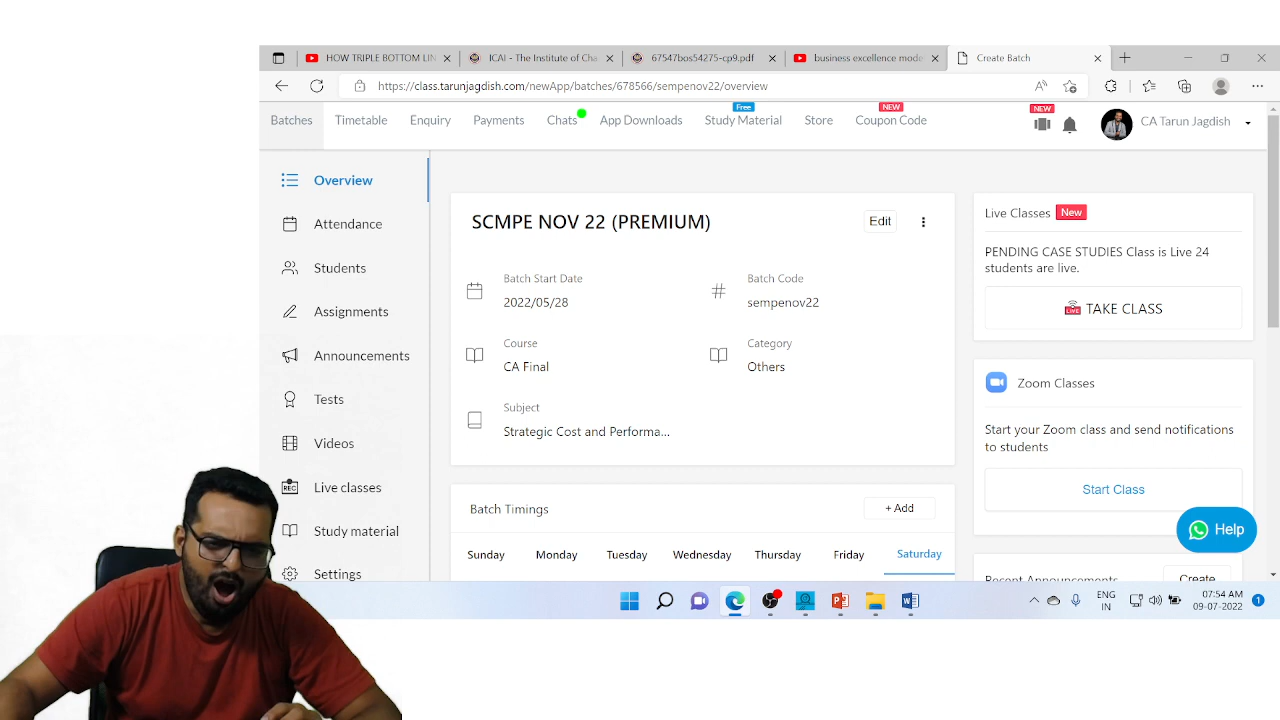 HOW TRIPLE BOTTOM LIN
ICAI - The Institute of Cha
67547bos54275-cp9.pdf
business excellence mode
Create Batch
https://class.tarunjagdish.com/newApp/batches/678566/sempenov22/overview
Batches
Timetable
Enquiry
Payments
Chats
App Downloads
Free
Study Material
Store
NEW
Coupon Code
NEW
CA Tarun Jagdish
Overview
Attendance
Students
Assignments
Announcements
Tests
Videos
REC
Live classes
Study material
Settings
SCMPE NOV 22 (PREMIUM)
Edit
Batch Start Date
2022/05/28
Batch Code
sempenov22
Course
CA Final
Category
Others
Subject
Strategic Cost and Performa...
Batch Timings
+ Add
Sunday Monday Tuesday Wednesday Thursday Friday Saturday
Live Classes New
PENDING CASE STUDIES Class is Live 24
students are live.
LIVE TAKE CLASS
Zoom Classes
Start your Zoom class and send notifications
to students
Start Class
Help
Recent Announcements
Create
ENG
IN
07:54 AM
09-07-2022
1